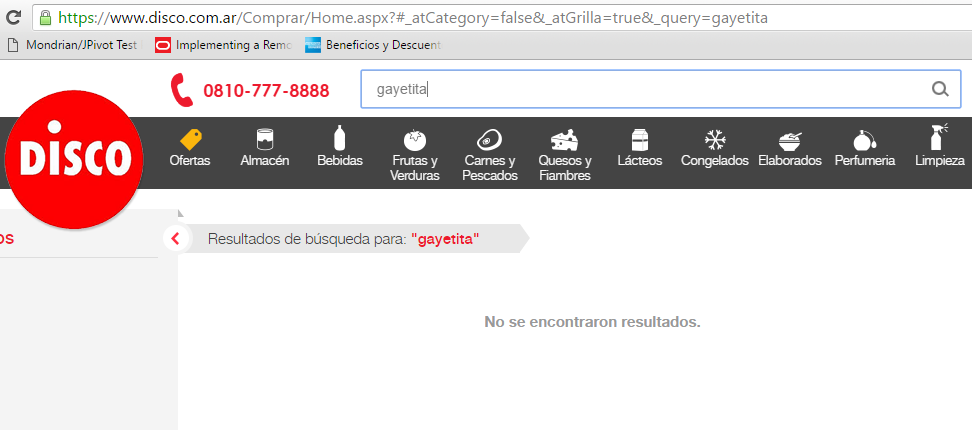 https://www.disco.com.ar/Comprar/Home.aspx?#_atCategory=false&_atGrilla=true&_query=gayetita
Mondrian/JPivot Test Implementing a Remo Beneficios y Descuent
0810-777-8888 gayetita
DISCO
Ofertas Almacén Bebidas Frutas y Verduras Carnes y Pescados Quesos y Fiambres Lácteos Congelados Elaborados Perfumeria Limpieza
os
Resultados de búsqueda para: "gayetita"
No se encontraron resultados.